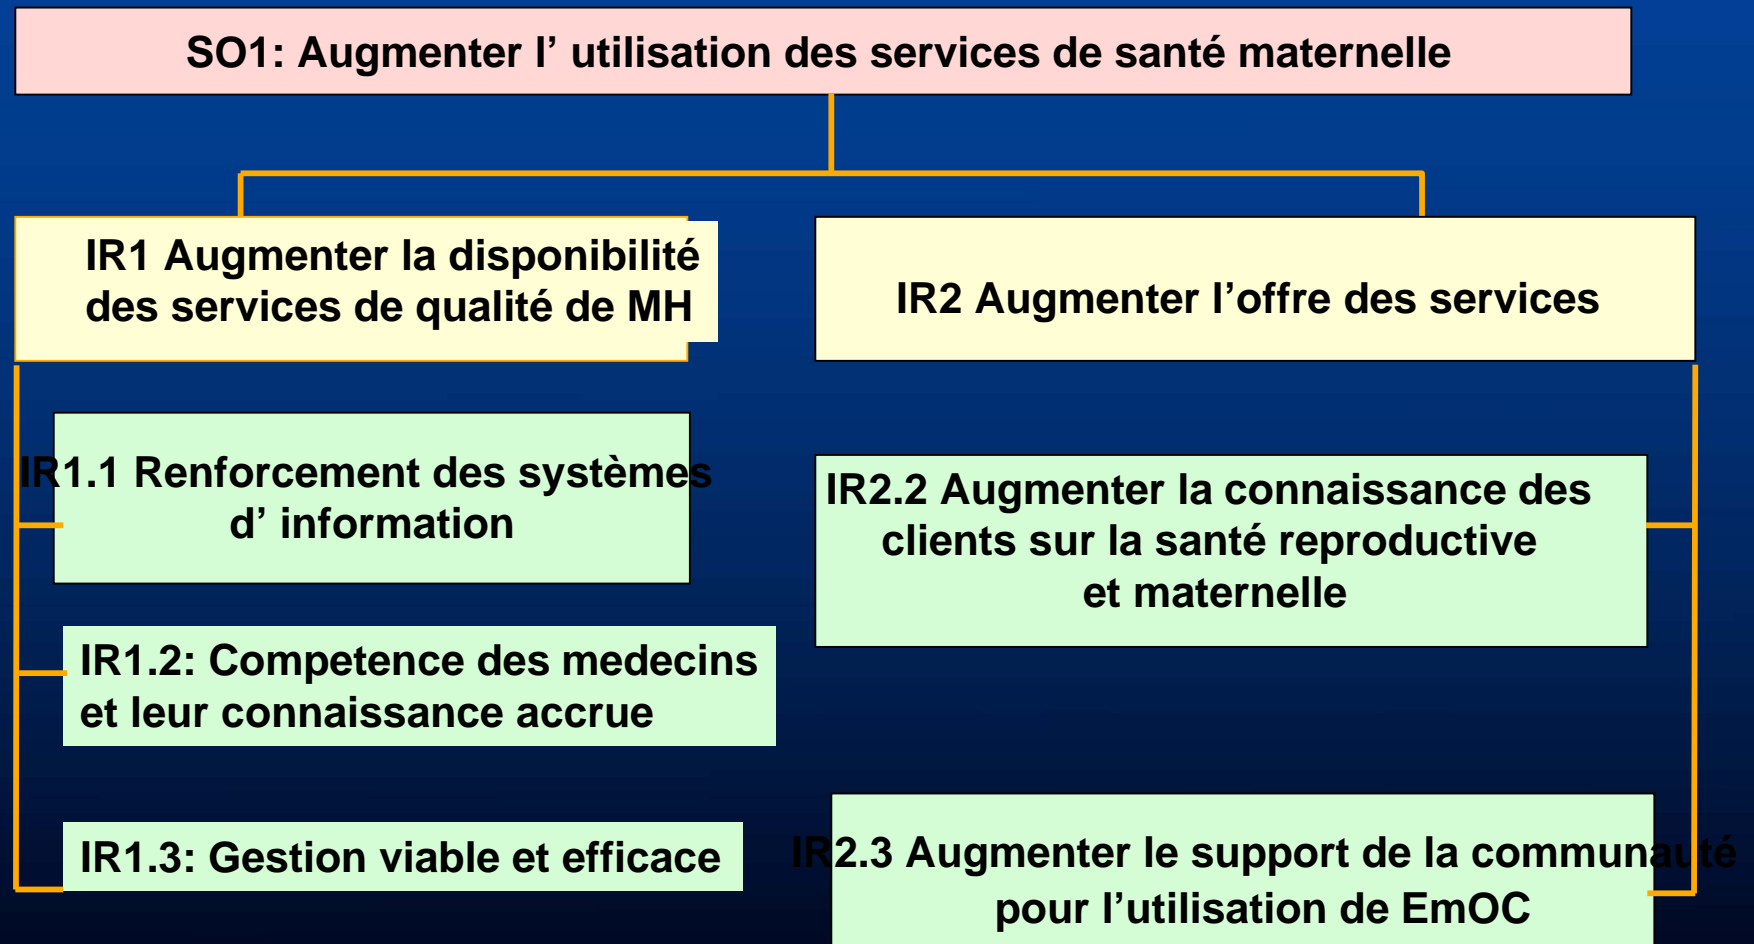 SO1: Augmenter l’ utilisation des services de santé maternelle
IR1 Augmenter la disponibilité
des services de qualité de MH
IR2 Augmenter l’offre des services
IR1.1 Renforcement des systèmes
d’ information
IR2.2 Augmenter la connaissance des
clients sur la santé reproductive
et maternelle
IR1.2: Competence des medecins
et leur connaissance accrue
IR1.3: Gestion viable et efficace
IR2.3 Augmenter le support de la communauté
pour l’utilisation de EmOC